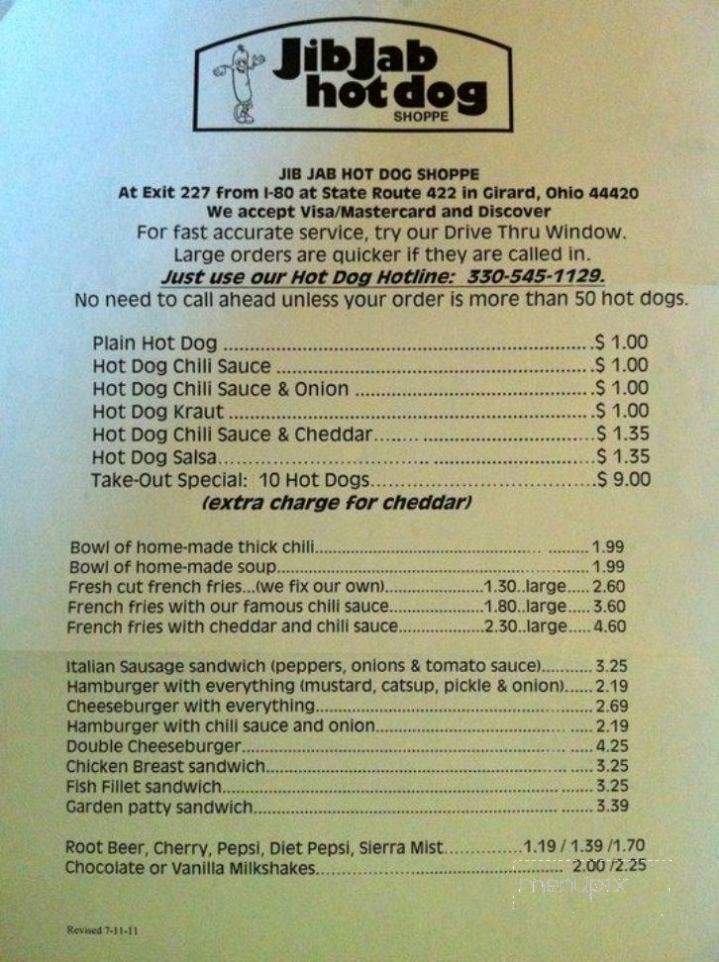 JibJab
hot dog
SHOPPE
JIB JAB HOT DOG SHOPPE
At Exit 227 from I-80 at State Route 422 in Girard, Ohio 44420
We accept Visa/Mastercard and Discover
For fast accurate service, try our Drive Thru Window.
Large orders are quicker if they are called in.
Just use our Hot Dog Hotline: 330-545-1129.
No need to call ahead unless your order is more than 50 hot dogs.
Plain Hot Dog ..........$ 1.00
Hot Dog Chili Sauce ..........$ 1.00
Hot Dog Chili Sauce & Onion ..........$ 1.00
Hot Dog Kraut ..........$ 1.00
Hot Dog Chili Sauce & Cheddar..........$ 1.35
Hot Dog Salsa..........$ 1.35
Take-Out Special: 10 Hot Dogs..........$ 9.00
(extra charge for cheddar)
Bowl of home-made thick chili..........1.99
Bowl of home-made soup..........1.99
Fresh cut french fries...(we fix our own)..........1.30..large.....2.60
French fries with our famous chili sauce..........1.80..large.....3.60
French fries with cheddar and chili sauce..........2.30..large.....4.60
Italian Sausage sandwich (peppers, onions & tomato sauce)..........3.25
Hamburger with everything (mustard, catsup, pickle & onion)......2.19
Cheeseburger with everything..........2.69
Hamburger with chili sauce and onion..........2.19
Double Cheeseburger..........4.25
Chicken Breast sandwich..........3.25
Fish Fillet sandwich..........3.25
Garden patty sandwich..........3.39
Root Beer, Cherry, Pepsi, Diet Pepsi, Sierra Mist..........1.19 / 1.39 /1.70
Chocolate or Vanilla Milkshakes..........2.00 /2.25
menupix
Revised 7-11-11